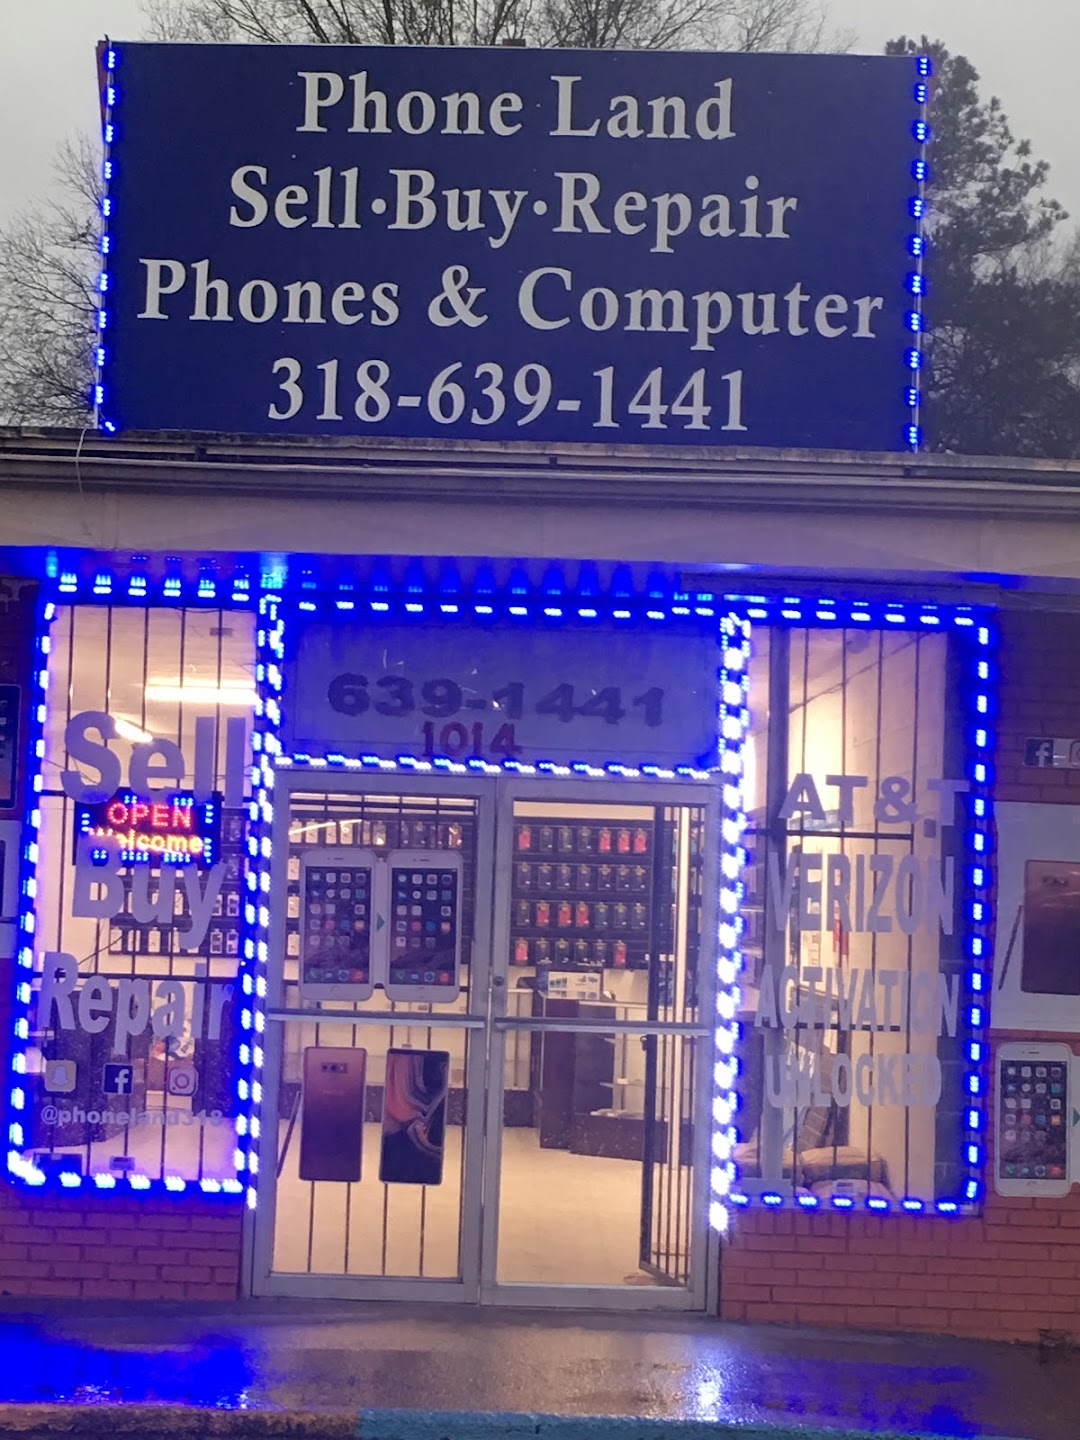 Phone Land
Sell·Buy·Repair
Phones & Computer
318-639-1441
639-1441
1014
Sell
OPEN
Welcome
Buy
Repair
@phoneland318
AT&T
VERIZON
ACTIVATION
UNLOCKED